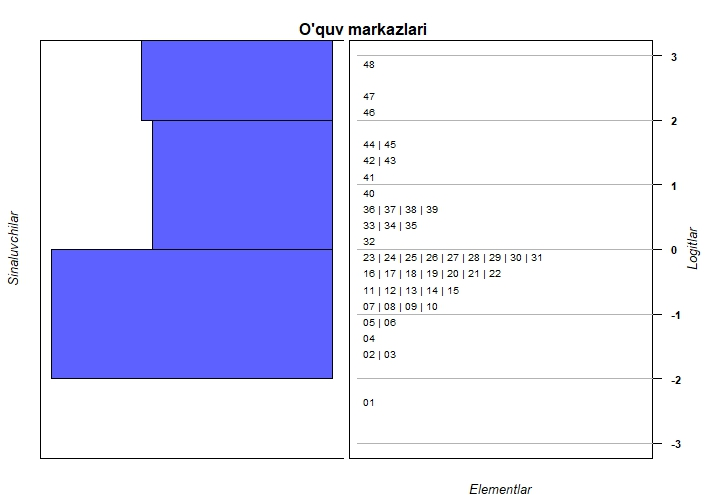 O'quv markazlari
3
48
47
46
2
44 | 45
42 | 43
41
1
40
36 | 37 | 38 | 39
33 | 34 | 35
32
0
23 | 24 | 25 | 26 | 27 | 28 | 29 | 30 | 31
16 | 17 | 18 | 19 | 20 | 21 | 22
11 | 12 | 13 | 14 | 15
07 | 08 | 09 | 10
-1
05 | 06
04
02 | 03
-2
01
-3
Sinaluvchilar
Logitlar
Elementlar